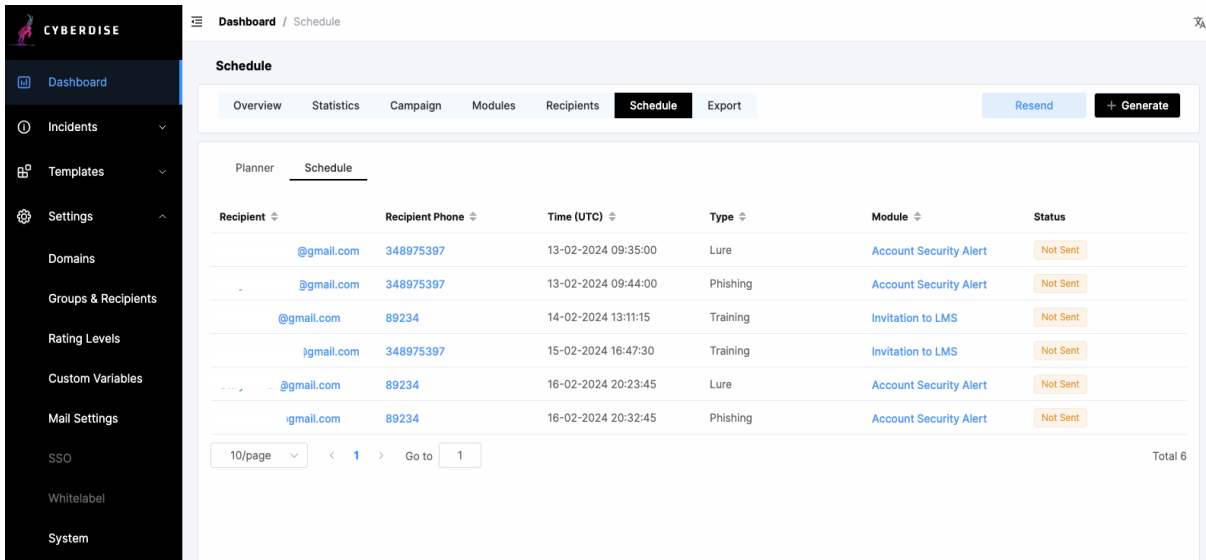 CYBERDISE
Dashboard / Schedule
Dashboard
Incidents
Templates
Settings
Domains
Groups & Recipients
Rating Levels
Custom Variables
Mail Settings
SSO
Whitelabel
System
Schedule
Overview Statistics Campaign Modules Recipients Schedule Export Resend + Generate
Planner Schedule
Recipient Recipient Phone Time (UTC) Type Module Status
@gmail.com 348975397 13-02-2024 09:35:00 Lure Account Security Alert Not Sent
@gmail.com 348975397 13-02-2024 09:44:00 Phishing Account Security Alert Not Sent
@gmail.com 89234 14-02-2024 13:11:15 Training Invitation to LMS Not Sent
@gmail.com 348975397 15-02-2024 16:47:30 Training Invitation to LMS Not Sent
@gmail.com 89234 16-02-2024 20:23:45 Lure Account Security Alert Not Sent
gmail.com 89234 16-02-2024 20:32:45 Phishing Account Security Alert Not Sent
10/page < 1 > Go to 1 Total 6